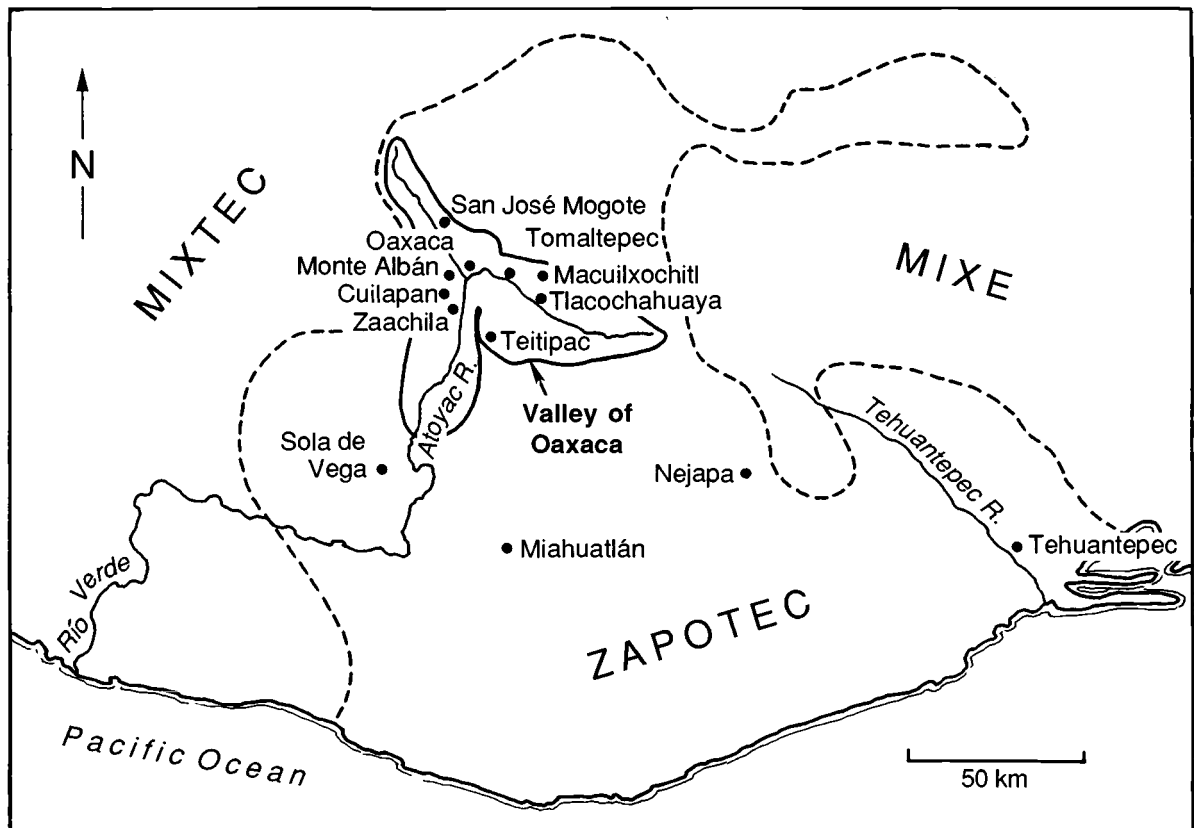 N
MIXTEC
San José Mogote
Oaxaca
Tomaltepec
Monte Albán
Macuilxochitl
Cuilapan
Tlacochahuaya
Zaachila
Teitipac
MIXE
Atoyac R.
Valley of
Oaxaca
Sola de
Vega
Nejapa
Tehuantepec R.
Miahuatlán
Tehuantepec
Río Verde
ZAPOTEC
Pacific Ocean
50 km